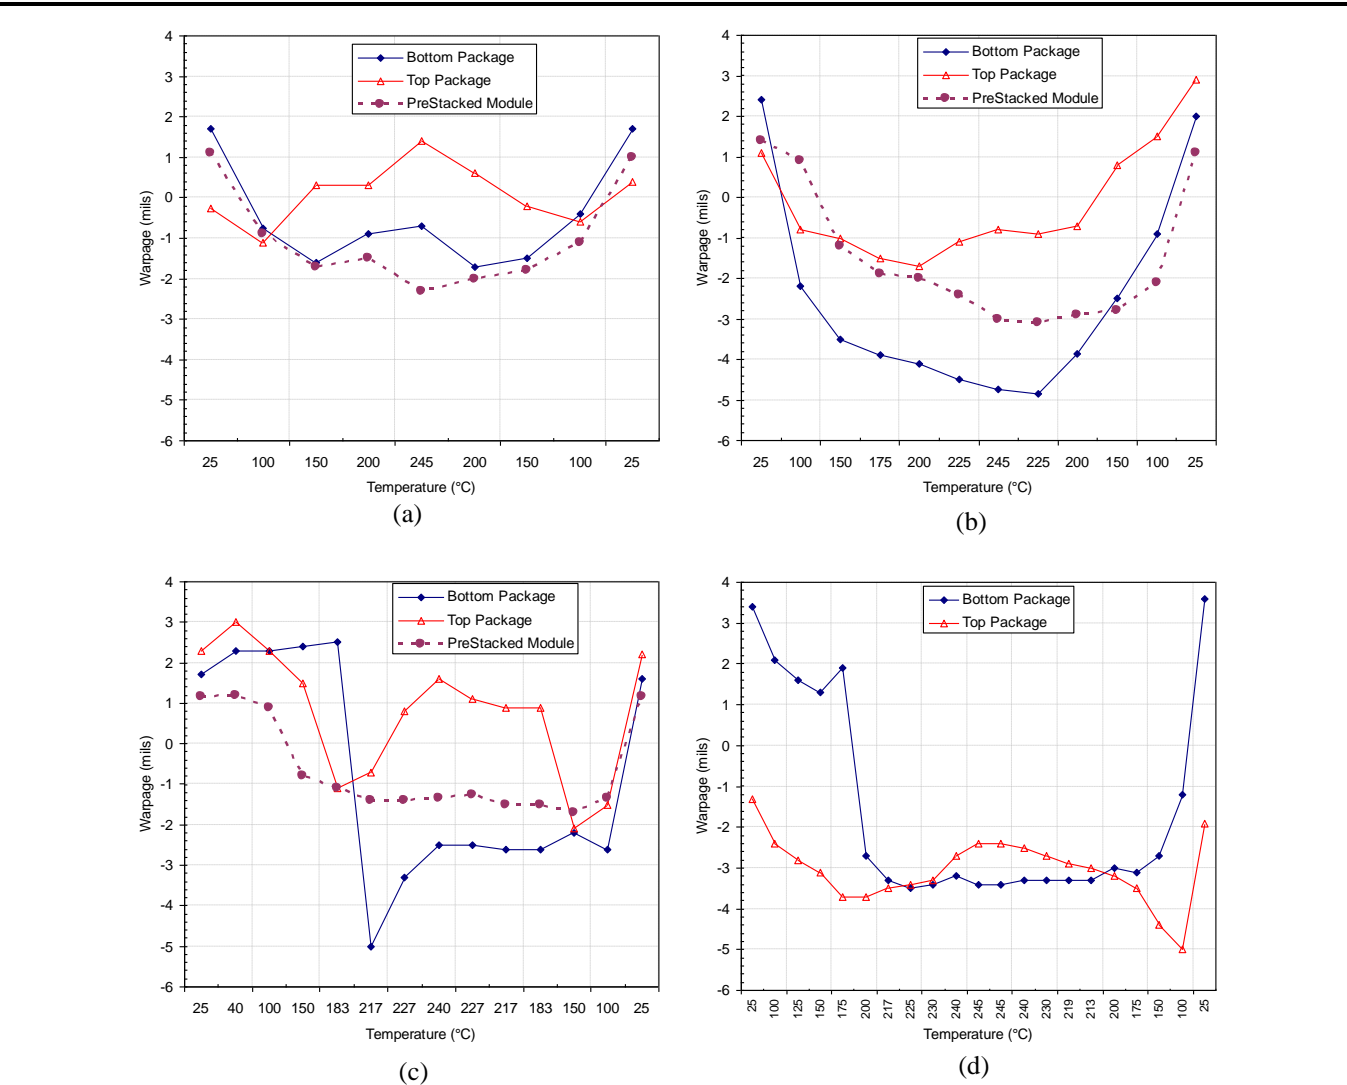 4
3
2
1
0
-1
-2
-3
-4
-5
-6
Warpage (mils)
Bottom Package
Top Package
PreStacked Module
25 100 150 200 245 200 150 100 25
Temperature (°C)
(a)
4
3
2
1
0
-1
-2
-3
-4
-5
-6
Warpage (mils)
Bottom Package
Top Package
PreStacked Module
25 100 150 175 200 225 245 225 200 150 100 25
Temperature (°C)
(b)
4
3
2
1
0
-1
-2
-3
-4
-5
-6
Warpage (mils)
Bottom Package
Top Package
PreStacked Module
25 40 100 150 183 217 227 240 227 217 183 150 100 25
Temperature (°C)
(c)
4
3
2
1
0
-1
-2
-3
-4
-5
-6
Warpage (mils)
Bottom Package
Top Package
25 100 125 150 175 200 217 225 230 240 245 245 240 230 219 213 200 175 150 100 25
Temperature (°C)
(d)